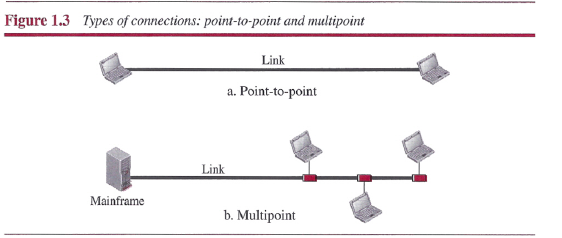 Figure 1.3 Types of connections: point-to-point and multipoint
Link
a. Point-to-point
Link
Mainframe
b. Multipoint